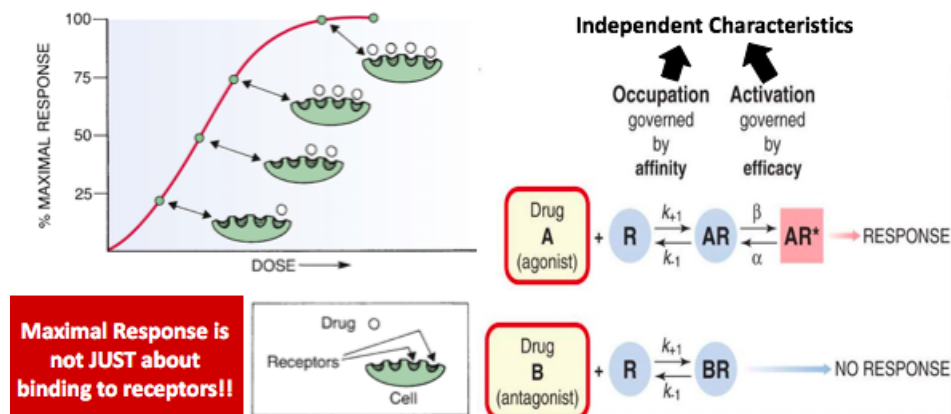 100
75
50
25
% MAXIMAL RESPONSE
DOSE
Maximal Response is
not JUST about
binding to receptors!!
Drug
Receptors
Cell
Independent Characteristics
Occupation
governed
by
affinity
Activation
governed
by
efficacy
Drug
A
(agonist)
+ R k+1 k-1 AR β α AR* RESPONSE
Drug
B
(antagonist)
+ R k+1 k-1 BR NO RESPONSE